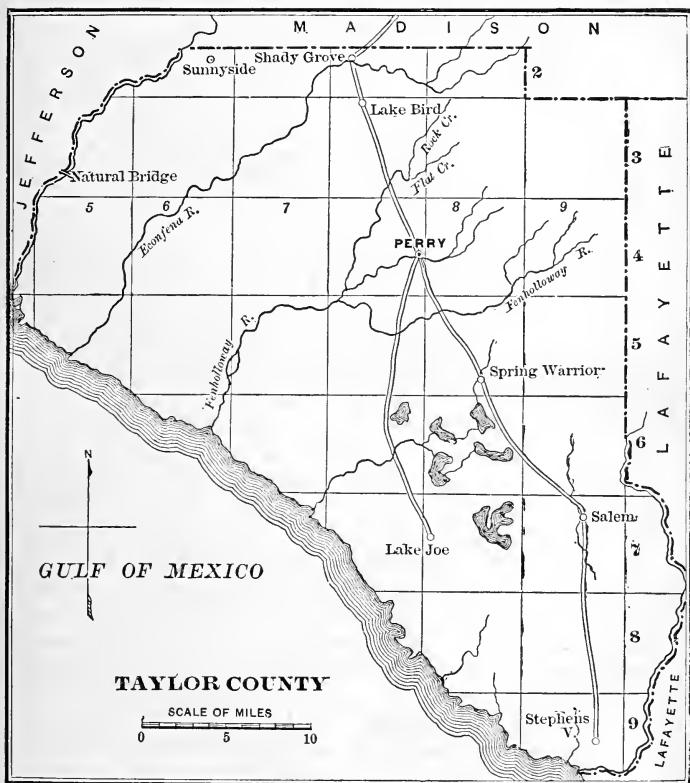 MADISON
JEFFERSON
Sunnyside
Shady Grove
2
Lake Bird
Rock Cr.
Flat Cr.
3
LAFAYETTE
Natural Bridge
5
6
7
8
9
Econfena R.
PERRY
4
Fenholloway R.
Fenholloway R.
5
Spring Warrior
6
N
Salem
Lake Joe
7
GULF OF MEXICO
8
TAYLOR COUNTY
SCALE OF MILES
0 5 10
Stephens
V.
9
LAFAYETTE